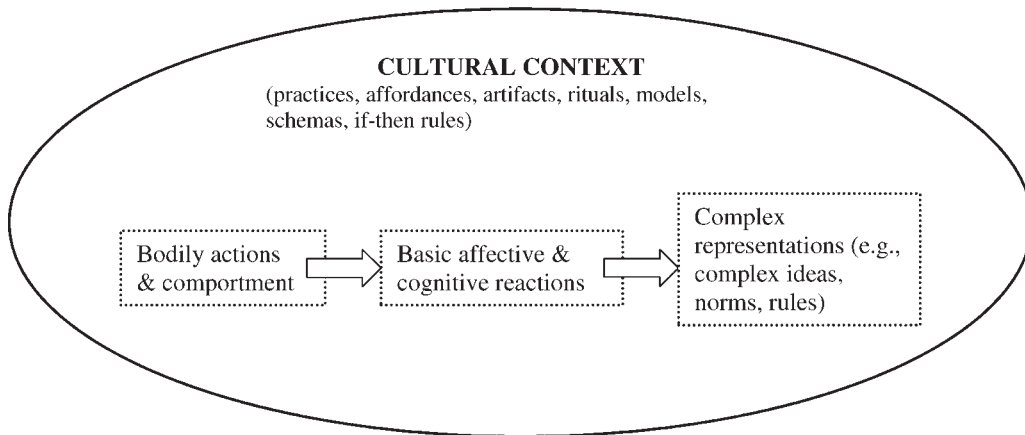 CULTURAL CONTEXT
(practices, affordances, artifacts, rituals, models,
schemas, if-then rules)
Bodily actions
& comportment
Basic affective &
cognitive reactions
Complex
representations (e.g.,
complex ideas,
norms, rules)